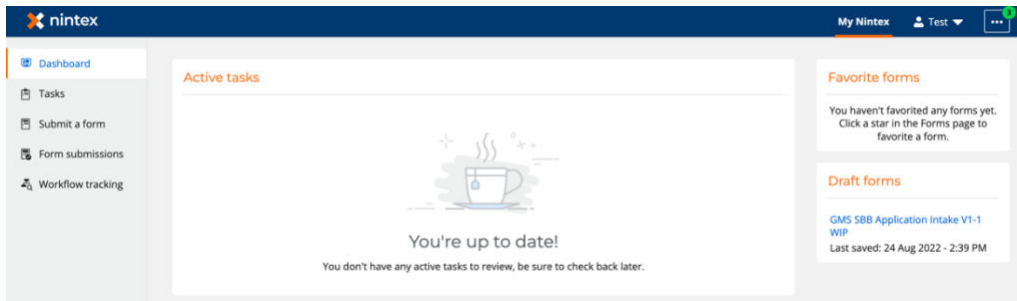 nintex
My Nintex
Test
3
Dashboard
Tasks
Submit a form
Form submissions
Workflow tracking
Active tasks
You're up to date!
You don't have any active tasks to review, be sure to check back later.
Favorite forms
You haven't favorited any forms yet.
Click a star in the Forms page to
favorite a form.
Draft forms
GMS SBB Application Intake V1-1
WIP
Last saved: 24 Aug 2022 - 2:39 PM